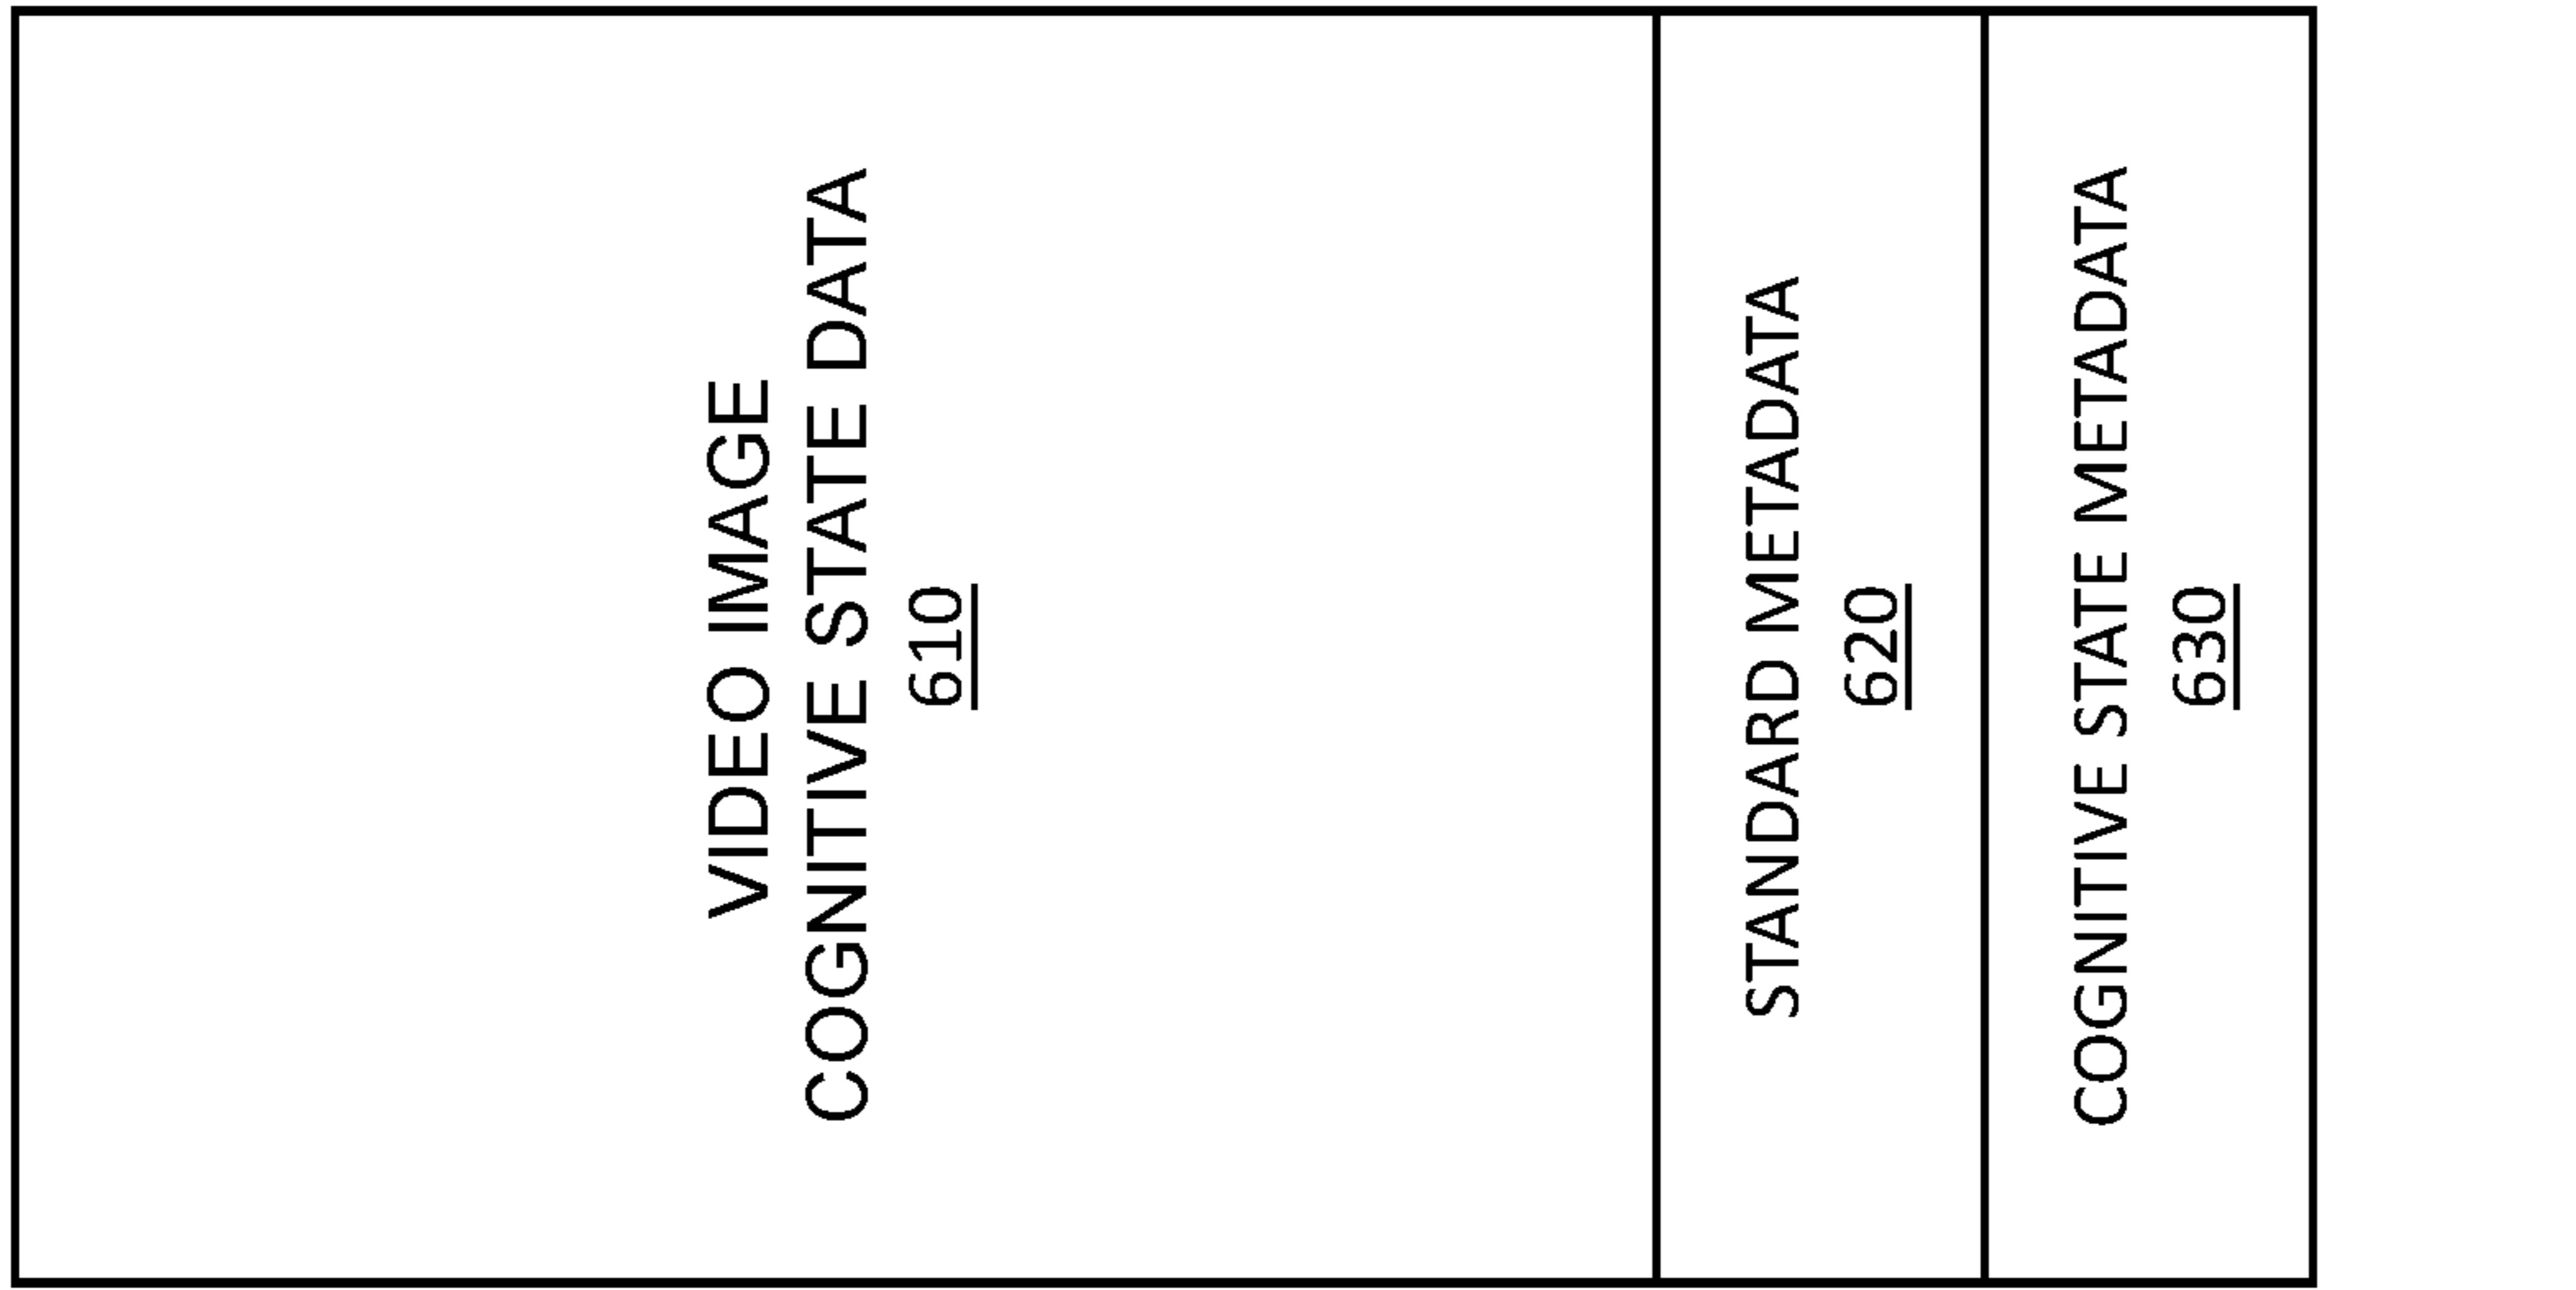 VIDEO IMAGE
COGNITIVE STATE DATA
610
STANDARD METADATA
620
COGNITIVE STATE METADATA
630